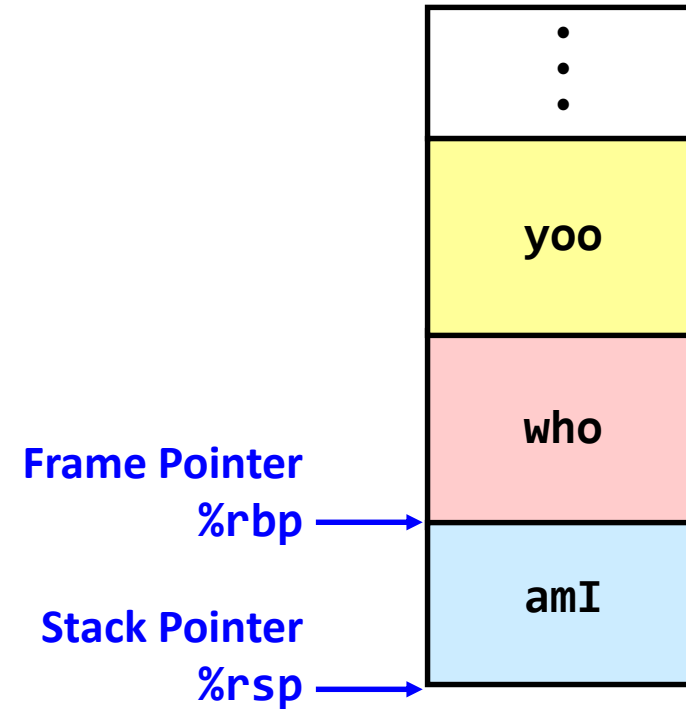 yoo
who
Frame Pointer
%rbp
amI
Stack Pointer
%rsp